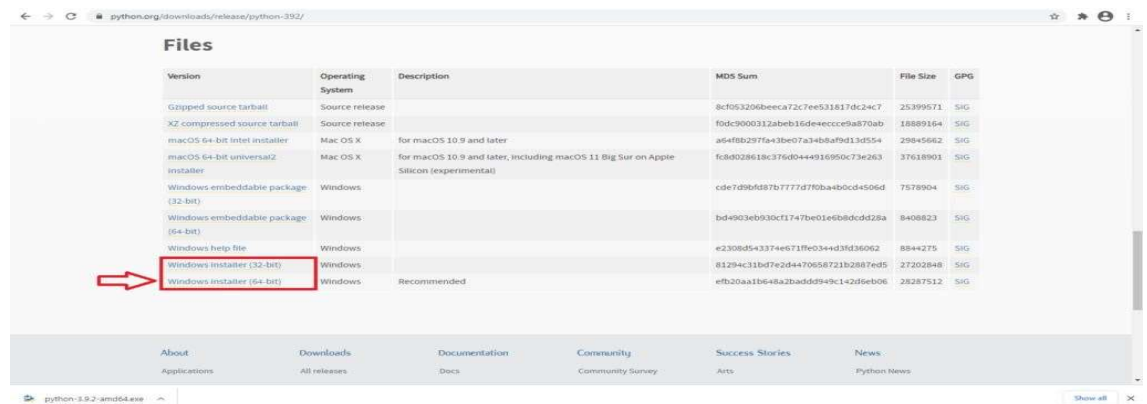 python.org/downloads/release/python-392/
Files
Version Operating System Description MD5 Sum File Size GPG
Gzipped source tarball Source release 8cf053206beeca72c7ee531817dc24c7 25399571 SIG
XZ compressed source tarball Source release f0dc9000312abeb16de4eccce9a870ab 18889164 SIG
macOS 64-bit Intel installer Mac OS X for macOS 10.9 and later a64f8b297fa43be07a34b8af9d13d554 29845662 SIG
macOS 64-bit universal2 installer Mac OS X for macOS 10.9 and later, including macOS 11 Big Sur on Apple Silicon (experimental) fc8d028618c376d0444916950c73e263 37618901 SIG
Windows embeddable package (32-bit) Windows cde7d9bfd87b7777d7f0ba4b0cd4506d 7578904 SIG
Windows embeddable package (64-bit) Windows bd4903eb930cf1747be01e6b8dcdd28a 8408823 SIG
Windows help file Windows e2308d543374e671ffe0344d3fd36062 8844275 SIG
Windows installer (32-bit) Windows 81294c31bd7e2d4470658721b2887ed5 27202848 SIG
Windows installer (64-bit) Windows Recommended efb20aa1b648a2baddd949c142d6eb06 28287512 SIG
About Downloads Documentation Community Success Stories News
Applications All releases Docs Community Survey Arts Python News
python-3.9.2-amd64.exe Show all